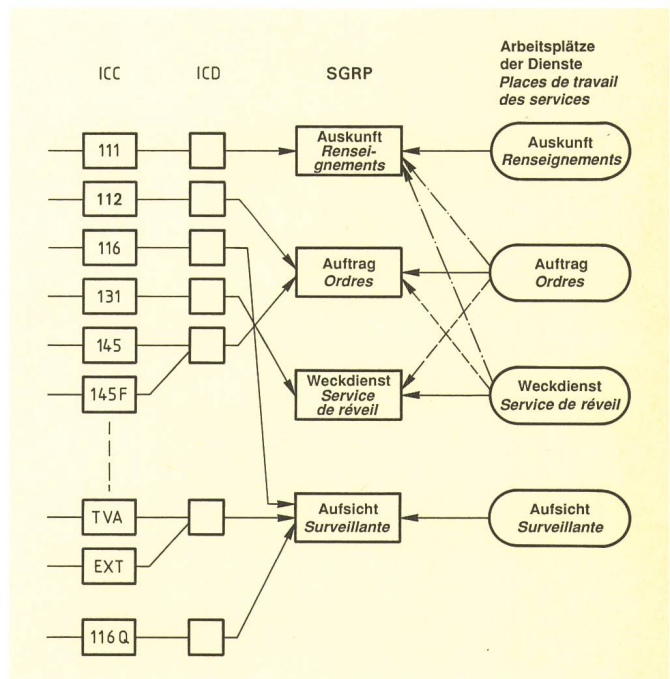 ICC
ICD
SGRP
Arbeitsplätze
der Dienste
Places de travail
des services
111
112
116
131
145
145F
TVA
EXT
116Q
Auskunft
Rensei-
gnements
Auftrag
Ordres
Weckdienst
Service
de réveil
Aufsicht
Surveillante
Auskunft
Renseignements
Auftrag
Ordres
Weckdienst
Service de réveil
Aufsicht
Surveillante